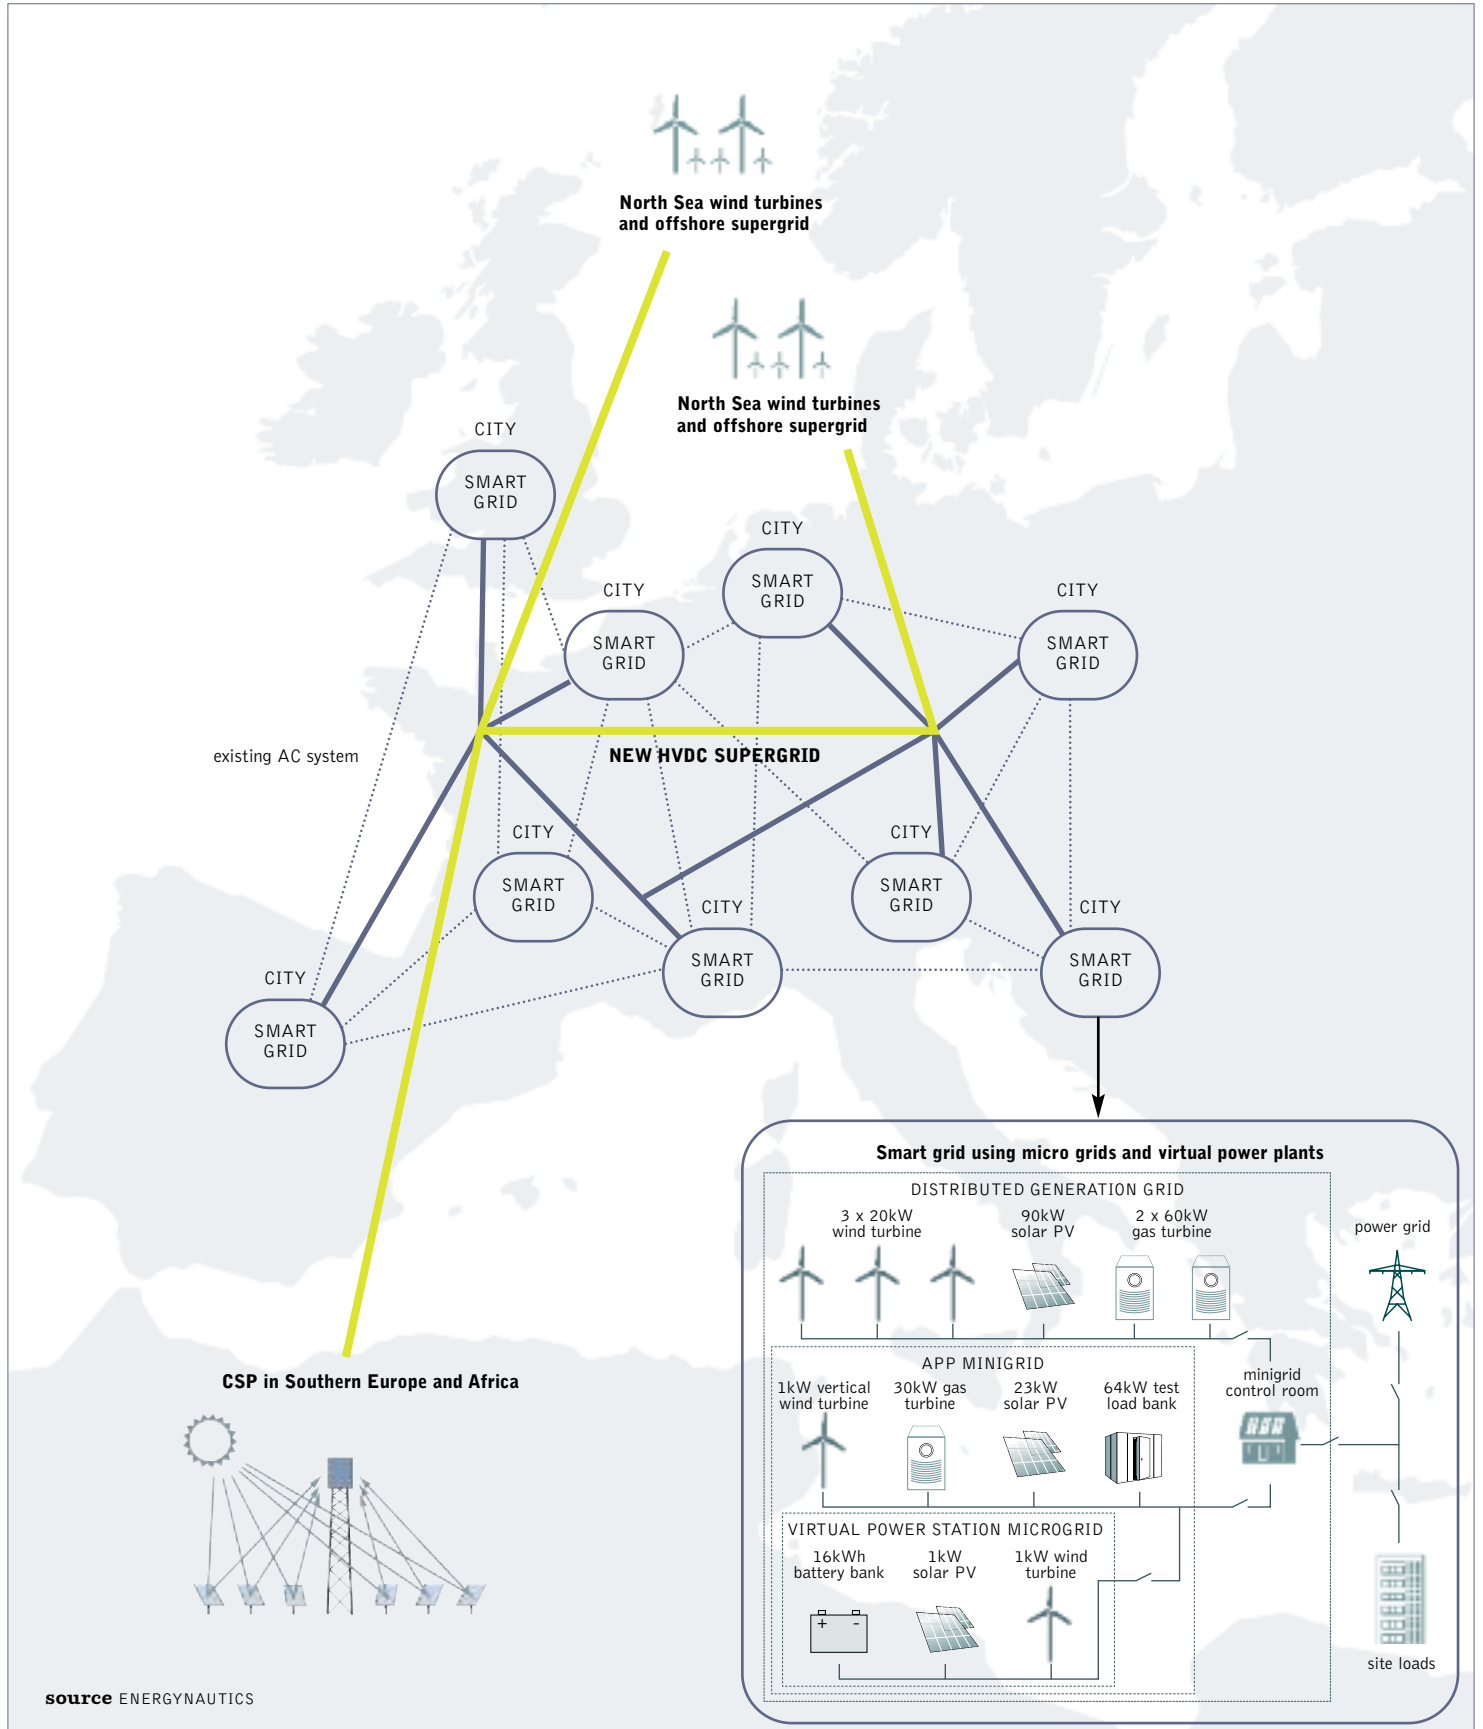 North Sea wind turbines
and offshore supergrid
North Sea wind turbines
and offshore supergrid
CITY
SMART
GRID
CITY
SMART
GRID
CITY
SMART
GRID
CITY
SMART
GRID
existing AC system
NEW HVDC SUPERGRID
CITY
SMART
GRID
CITY
SMART
GRID
CITY
SMART
GRID
CITY
SMART
GRID
CITY
SMART
GRID
CSP in Southern Europe and Africa
Smart grid using micro grids and virtual power plants
DISTRIBUTED GENERATION GRID
3 x 20kW
wind turbine
90kW
solar PV
2 x 60kW
gas turbine
power grid
APP MINIGRID
1kW vertical
wind turbine
30kW gas
turbine
23kW
solar PV
64kW test
load bank
minigrid
control room
VIRTUAL POWER STATION MICROGRID
16kWh
battery bank
+ -
1kW
solar PV
1kW wind
turbine
site loads
source ENERGYNAUTICS